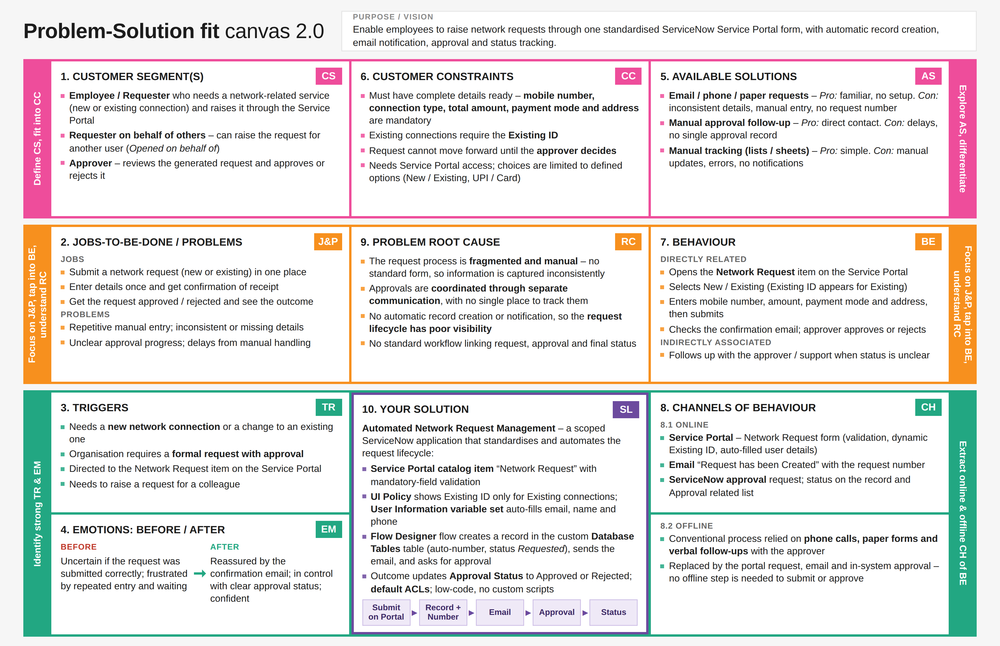 Problem-Solution fit canvas 2.0
PURPOSE / VISION
Enable employees to raise network requests through one standardised ServiceNow Service Portal form, with automatic record creation,
email notification, approval and status tracking.
Define CS, fit into CC
1. CUSTOMER SEGMENT(S)
CS
Employee / Requester who needs a network-related service
(new or existing connection) and raises it through the Service
Portal
Requester on behalf of others – can raise the request for
another user (Opened on behalf of)
Approver – reviews the generated request and approves or
rejects it
6. CUSTOMER CONSTRAINTS
CC
Must have complete details ready – mobile number,
connection type, total amount, payment mode and address
are mandatory
Existing connections require the Existing ID
Request cannot move forward until the approver decides
Needs Service Portal access; choices are limited to defined
options (New / Existing, UPI / Card)
5. AVAILABLE SOLUTIONS
AS
Email / phone / paper requests – Pro: familiar, no setup. Con:
inconsistent details, manual entry, no request number
Manual approval follow-up – Pro: direct contact. Con: delays,
no single approval record
Manual tracking (lists / sheets) – Pro: simple. Con: manual
updates, errors, no notifications
Explore AS, differentiate
Focus on J&P, tap into BE,
understand RC
2. JOBS-TO-BE-DONE / PROBLEMS
J&P
JOBS
Submit a network request (new or existing) in one place
Enter details once and get confirmation of receipt
Get the request approved / rejected and see the outcome
PROBLEMS
Repetitive manual entry; inconsistent or missing details
Unclear approval progress; delays from manual handling
9. PROBLEM ROOT CAUSE
RC
The request process is fragmented and manual – no
standard form, so information is captured inconsistently
Approvals are coordinated through separate
communication, with no single place to track them
No automatic record creation or notification, so the request
lifecycle has poor visibility
No standard workflow linking request, approval and final status
7. BEHAVIOUR
BE
DIRECTLY RELATED
Opens the Network Request item on the Service Portal
Selects New / Existing (Existing ID appears for Existing)
Enters mobile number, amount, payment mode and address,
then submits
Checks the confirmation email; approver approves or rejects
INDIRECTLY ASSOCIATED
Follows up with the approver / support when status is unclear
Focus on J&P, tap into BE,
understand RC
Identify strong TR & EM
3. TRIGGERS
TR
Needs a new network connection or a change to an existing
one
Organisation requires a formal request with approval
Directed to the Network Request item on the Service Portal
Needs to raise a request for a colleague
4. EMOTIONS: BEFORE / AFTER
EM
BEFORE
Uncertain if the request was
submitted correctly; frustrated
by repeated entry and waiting
AFTER
Reassured by the
confirmation email; in control
with clear approval status;
confident
10. YOUR SOLUTION
SL
Automated Network Request Management – a scoped
ServiceNow application that standardises and automates the
request lifecycle:
Service Portal catalog item “Network Request” with
mandatory-field validation
UI Policy shows Existing ID only for Existing connections;
User Information variable set auto-fills email, name and
phone
Flow Designer flow creates a record in the custom Database
Tables table (auto-number, status Requested), sends the
email, and asks for approval
Outcome updates Approval Status to Approved or Rejected;
default ACLs; low-code, no custom scripts
Submit
on Portal
Record +
Number
Email
Approval
Status
8. CHANNELS OF BEHAVIOUR
CH
8.1 ONLINE
Service Portal – Network Request form (validation, dynamic
Existing ID, auto-filled user details)
Email “Request has been Created” with the request number
ServiceNow approval request; status on the record and
Approval related list
8.2 OFFLINE
Conventional process relied on phone calls, paper forms and
verbal follow-ups with the approver
Replaced by the portal request, email and in-system approval –
no offline step is needed to submit or approve
Extract online & offline CH of BE